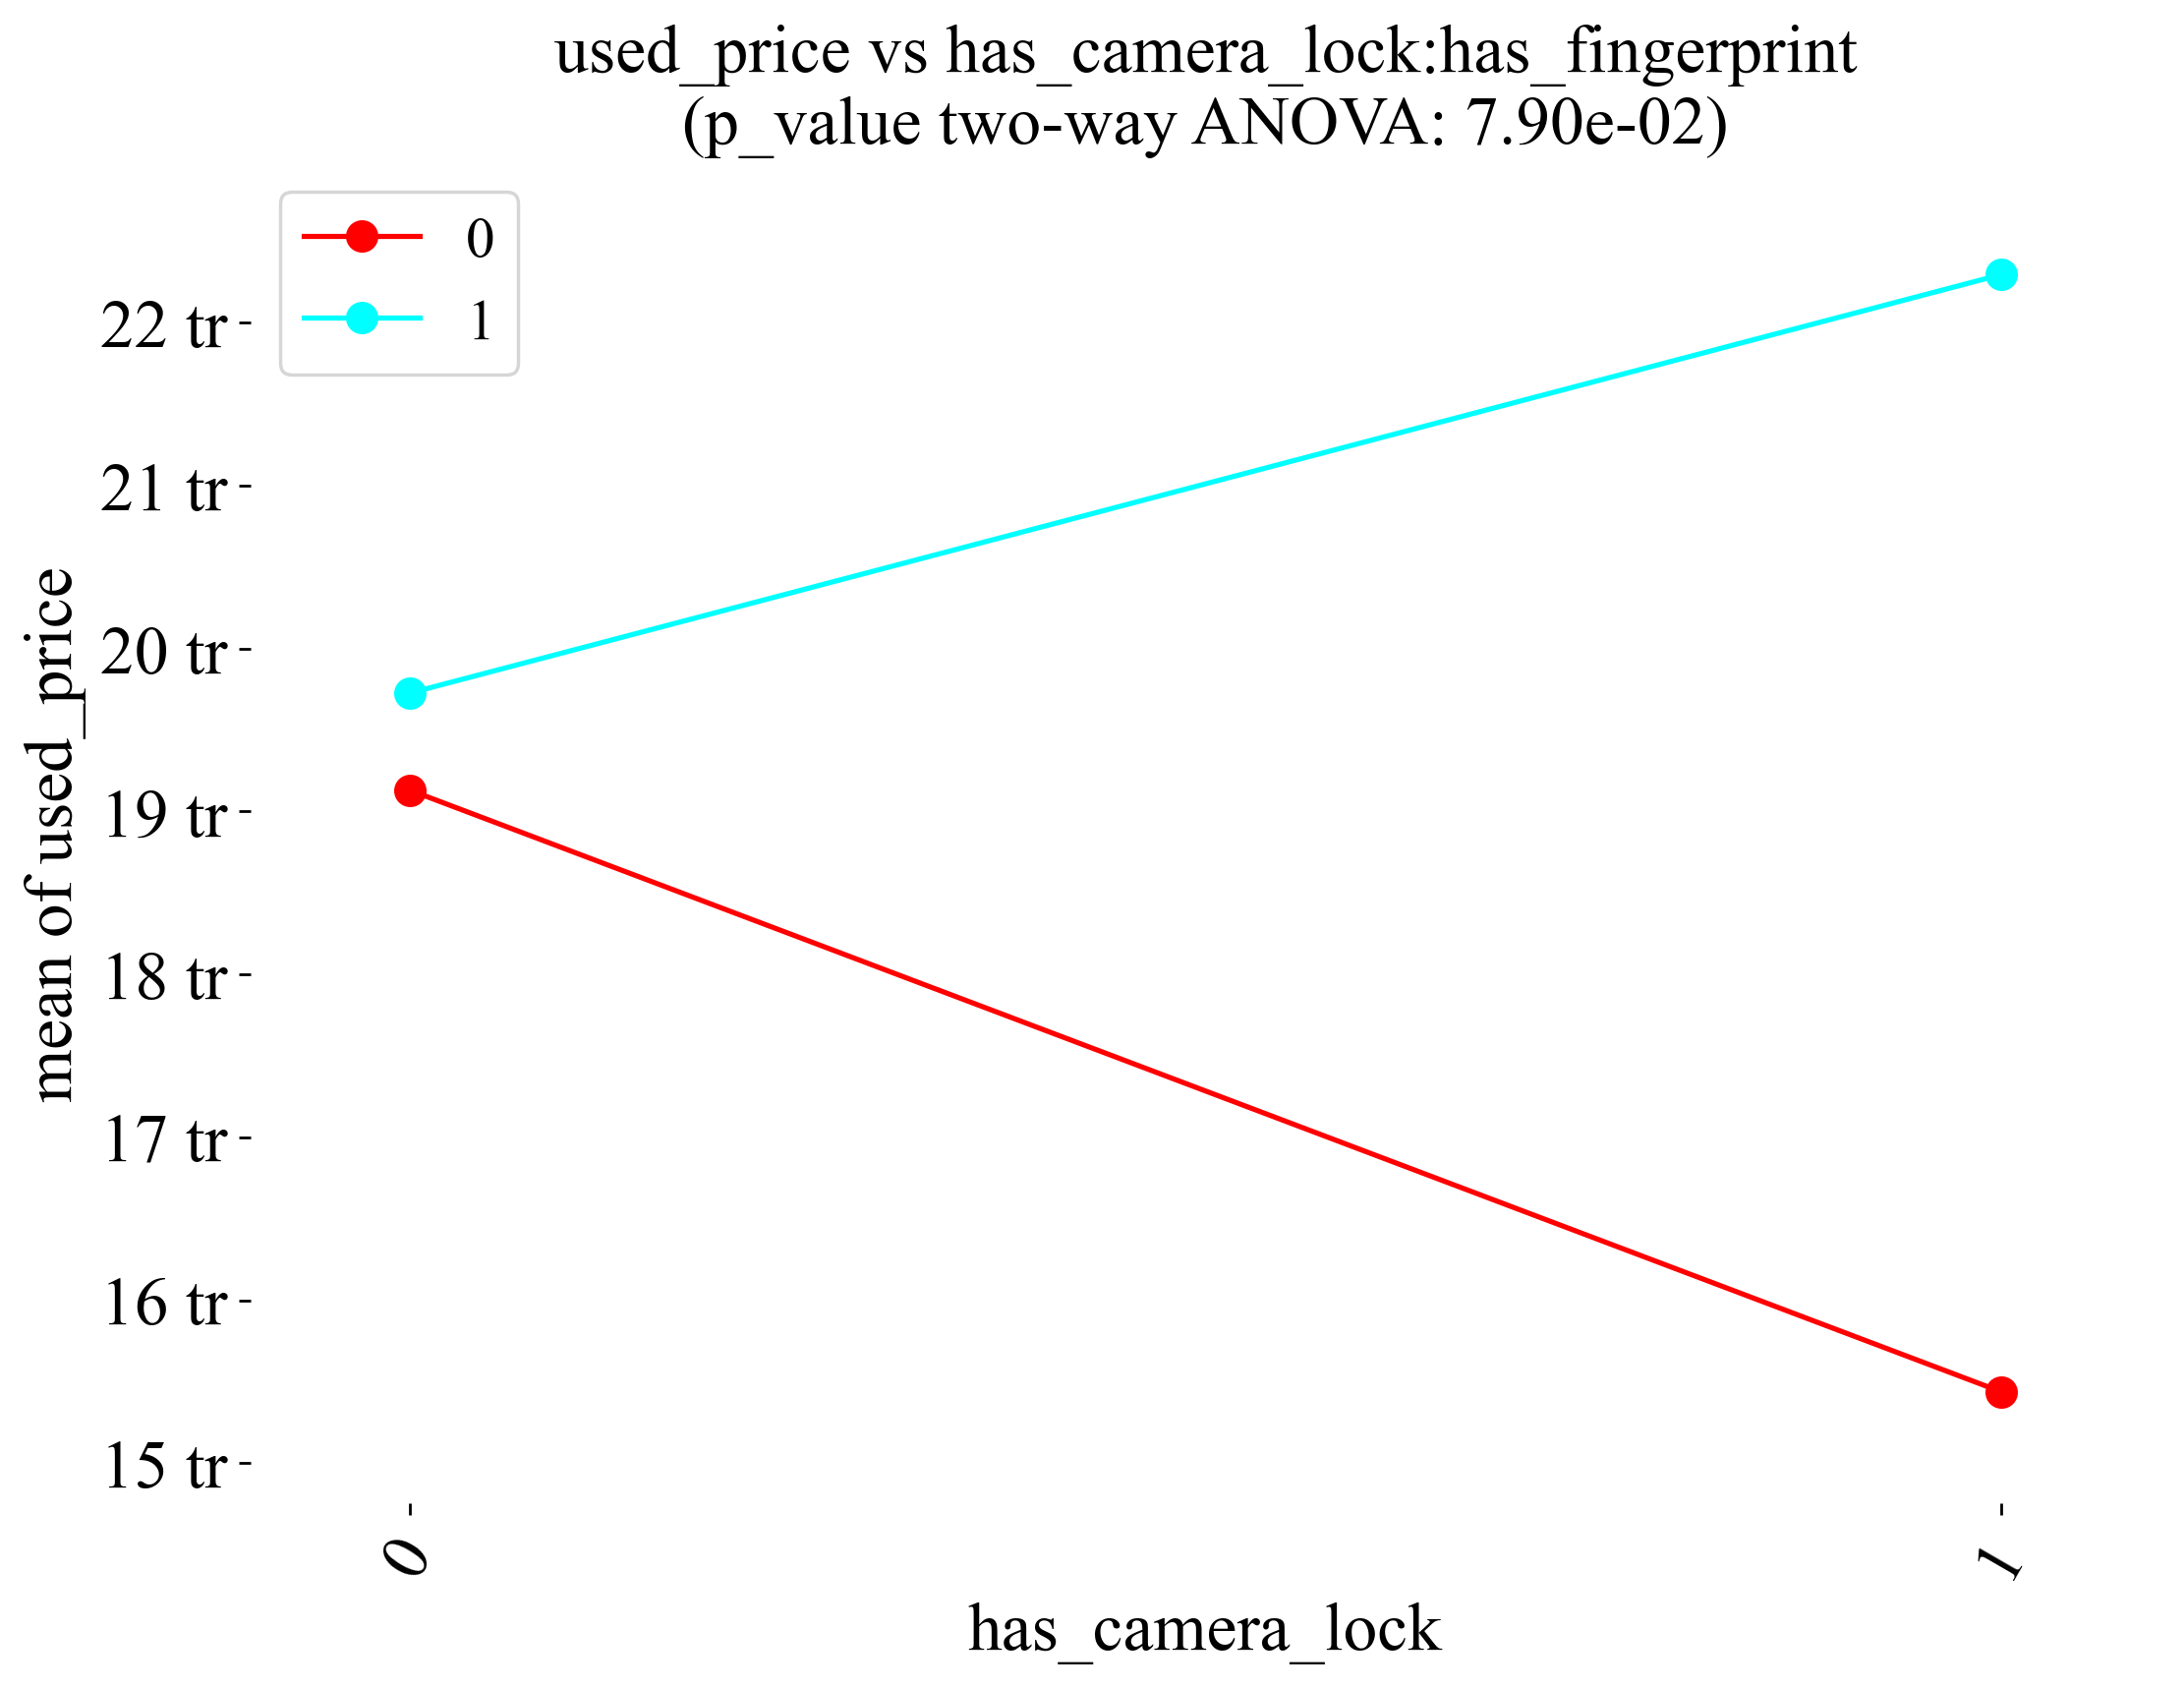 used_price vs has_camera_lock:has_fingerprint
(p_value two-way ANOVA: 7.90e-02)
0
1
22 tr
21 tr
20 tr
19 tr
18 tr
17 tr
16 tr
15 tr
mean of used_price
0
1
has_camera_lock